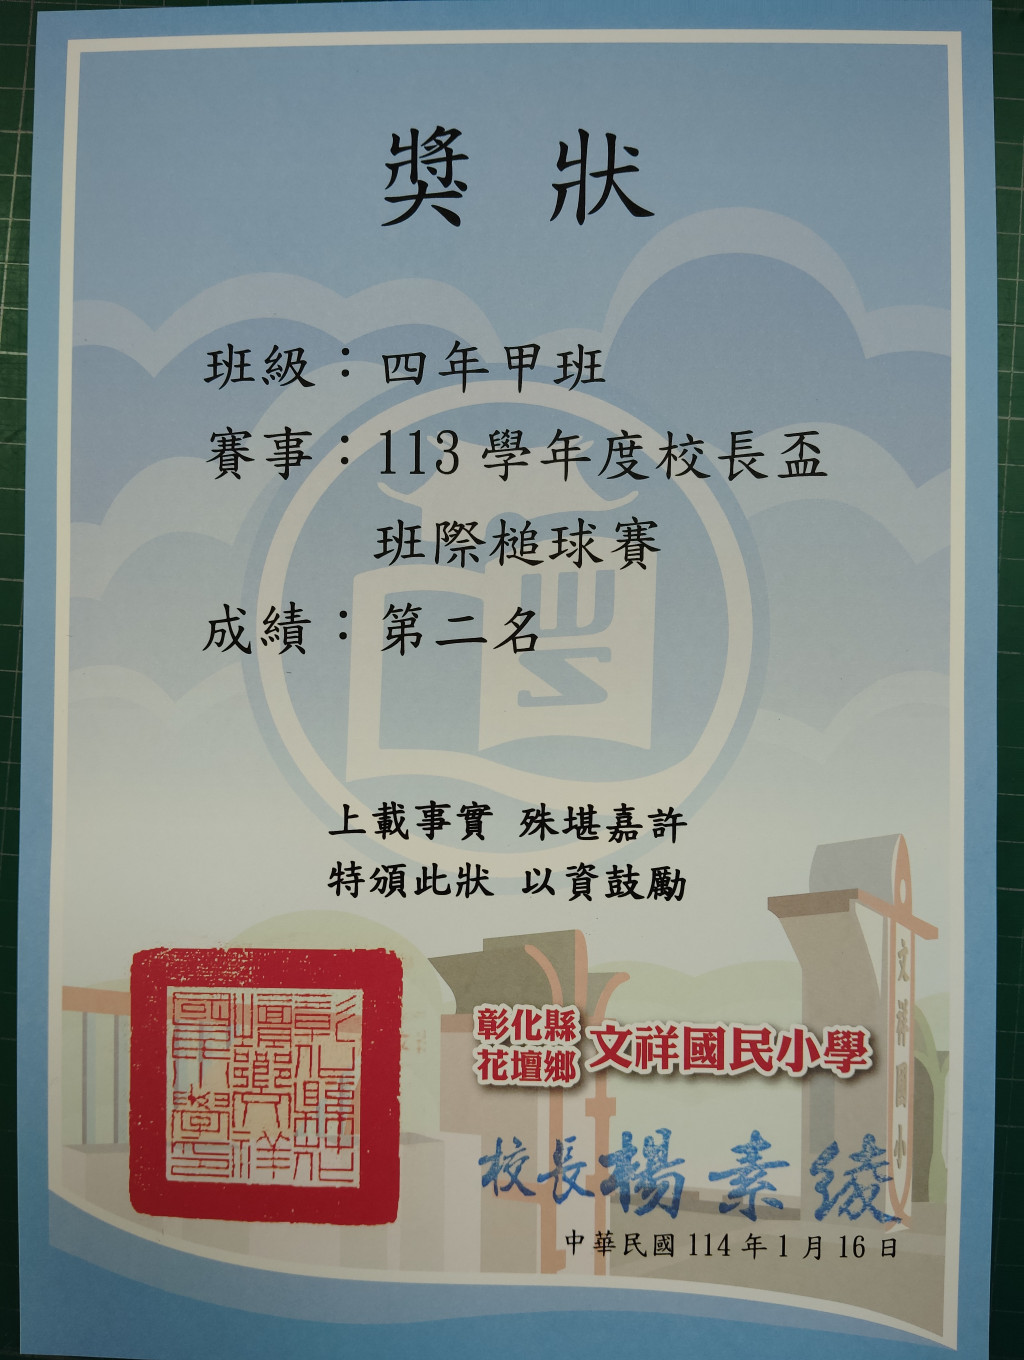 獎狀
班級：四年甲班
賽事：113學年度校長盃
班際槌球賽
成績：第二名
上載事實 殊堪嘉許
特頒此狀 以資鼓勵
彰化縣
花壇鄉
文祥國民小學
校長楊素綾
中華民國114年1月16日
文祥國小